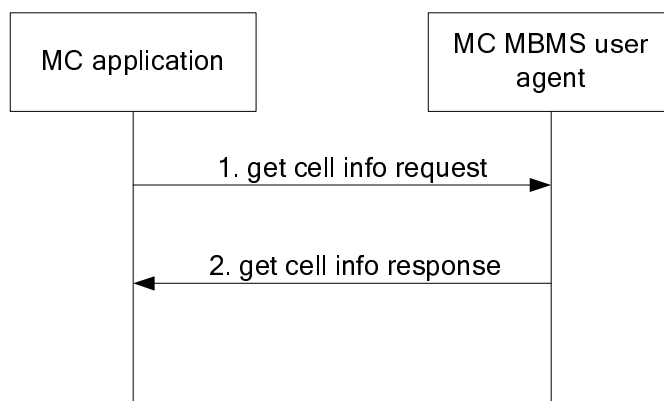 MC application
MC MBMS user
agent
1. get cell info request
2. get cell info response